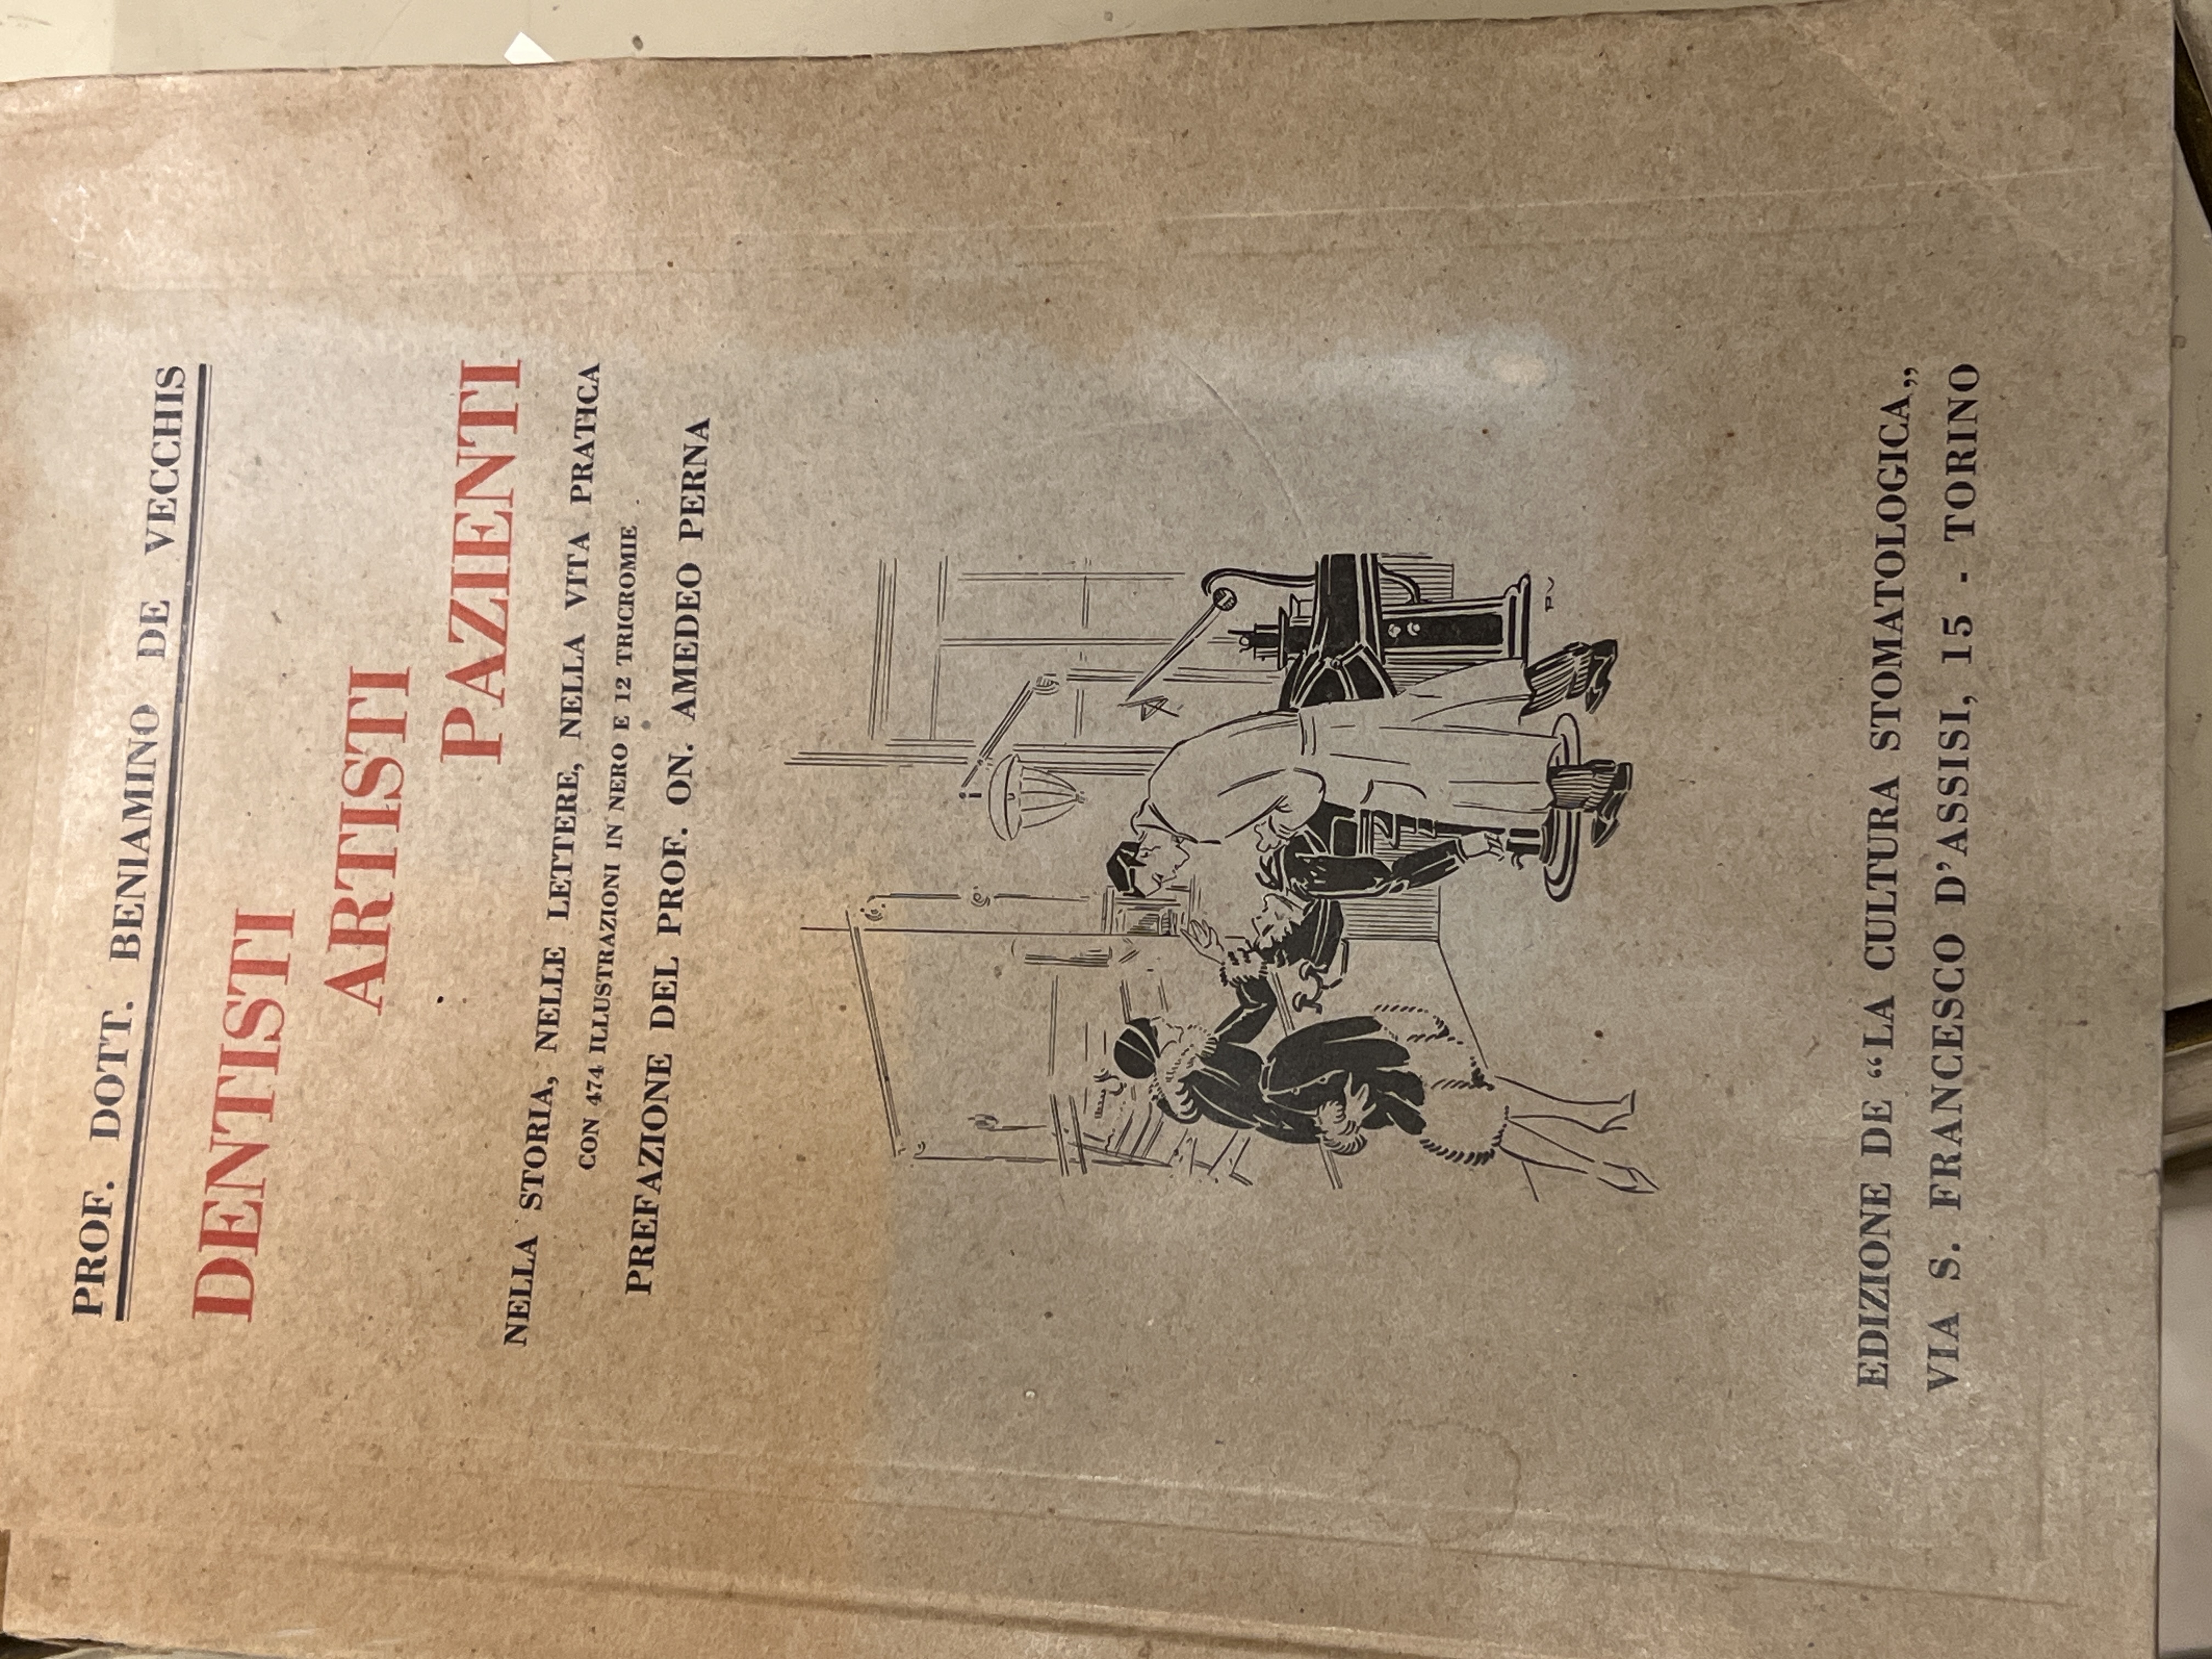 PROF. DOTT. BENIAMINO DE VECCHIS
DENTISTI
ARTISTI
PAZIENTI
NELLA STORIA, NELLE LETTERE, NELLA VITA PRATICA
CON 474 ILLUSTRAZIONI IN NERO E 12 TRICROMIE
PREFAZIONE DEL PROF. ON. AMEDEO PERNA
PV
EDIZIONE DE “LA CULTURA STOMATOLOGICA„
VIA S. FRANCESCO D'ASSISI, 15 - TORINO